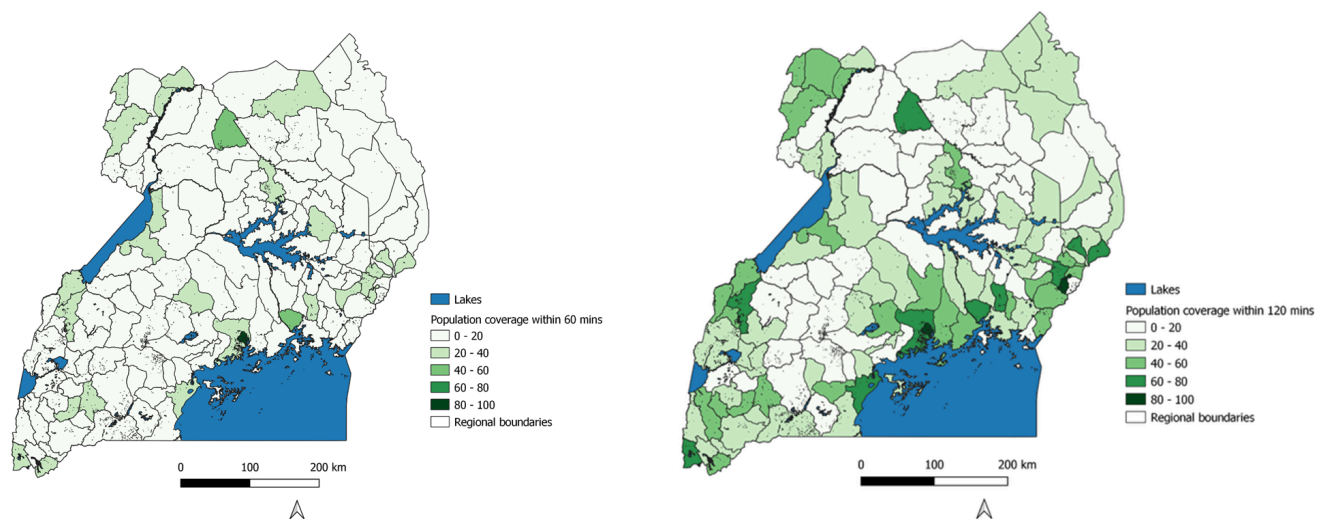 Lakes
Population coverage within 60 mins
0 - 20
20 - 40
40 - 60
60 - 80
80 - 100
Regional boundaries
0 100 200 km
Lakes
Population coverage within 120 mins
0 - 20
20 - 40
40 - 60
60 - 80
80 - 100
Regional boundaries
0 100 200 km